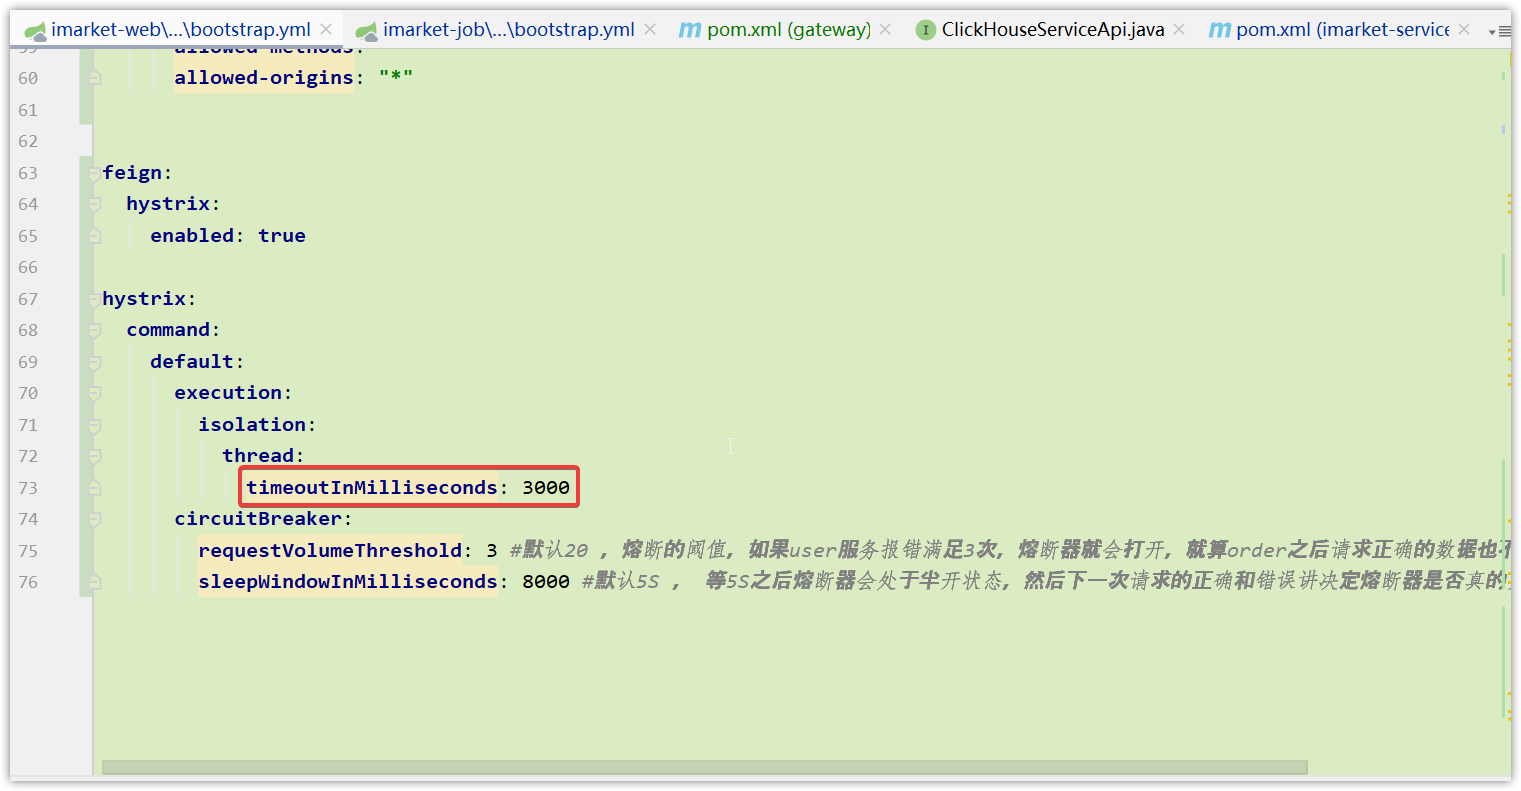 imarket-web\...\bootstrap.yml
imarket-job\...\bootstrap.yml
pom.xml (gateway)
ClickHouseServiceApi.java
pom.xml (imarket-service
59 allowed-methods:
60 allowed-origins: "*"
61
62
63 feign:
64 hystrix:
65 enabled: true
66
67 hystrix:
68 command:
69 default:
70 execution:
71 isolation:
72 thread:
73 timeoutInMilliseconds: 3000
74 circuitBreaker:
75 requestVolumeThreshold: 3 #默认20 ，熔断的阈值，如果user服务报错满足3次，熔断器就会打开，就算order之后请求正确的数据也
76 sleepWindowInMilliseconds: 8000 #默认5S ， 等5S之后熔断器会处于半开状态，然后下一次请求的正确和错误讲决定熔断器是否真的